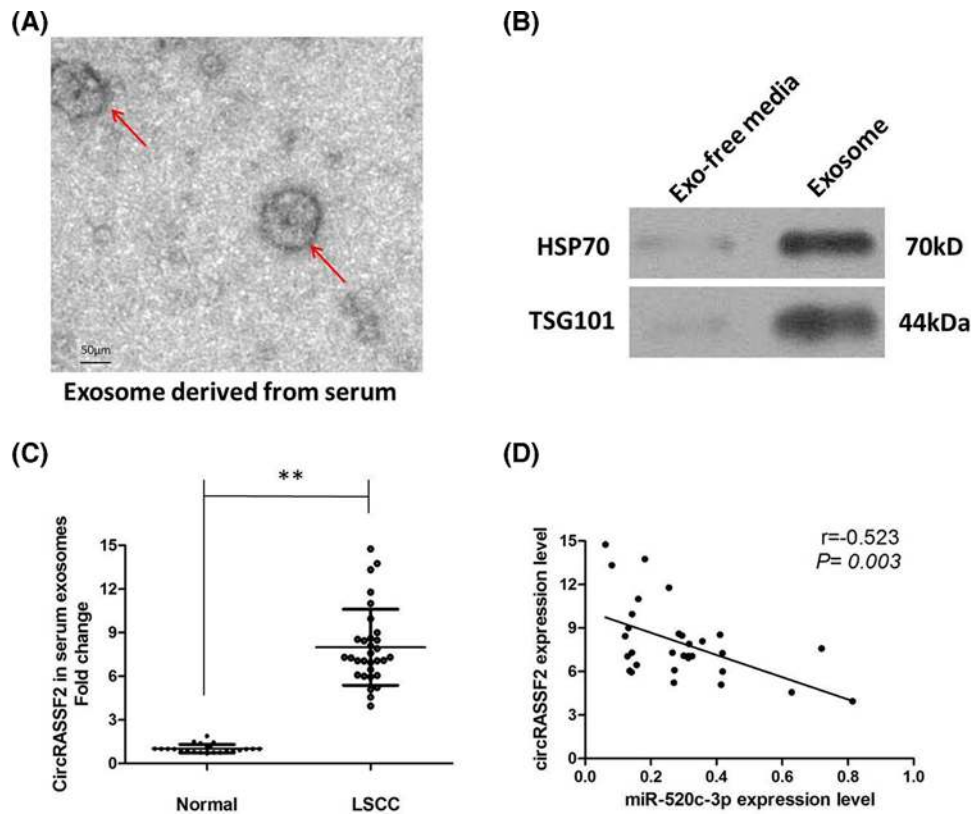 (A)
50μm
Exosome derived from serum
(B)
Exo-free media
Exosome
HSP70
70kD
TSG101
44kDa
(C)
**
CircRASSF2 in serum exosomes
Fold change
15
12
9
6
3
0
Normal
LSCC
(D)
r=-0.523
P= 0.003
circRASSF2 expression level
15
12
9
6
3
0
0.0
0.2
0.4
0.6
0.8
1.0
miR-520c-3p expression level